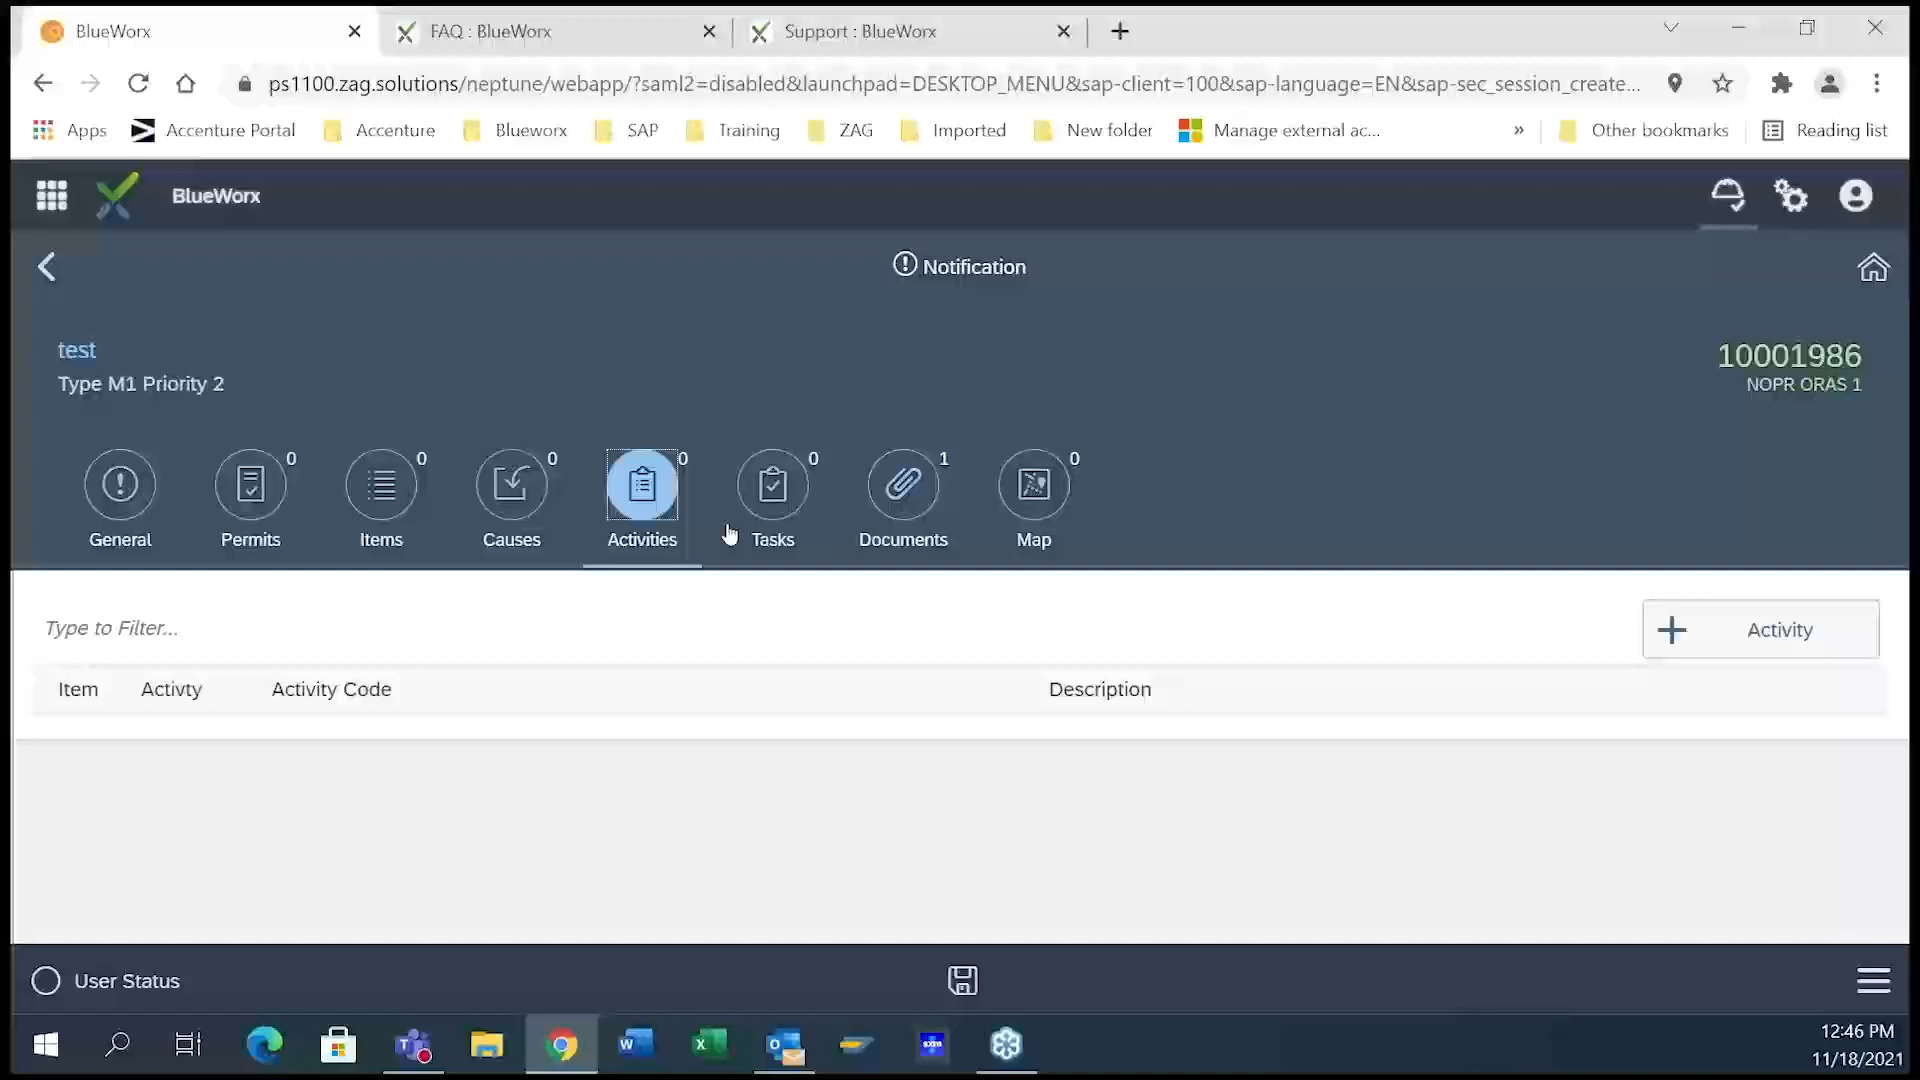 BlueWorx
FAQ : BlueWorx
Support : BlueWorx
ps1100.zag.solutions/neptune/webapp/?saml2=disabled&launchpad=DESKTOP_MENU&sap-client=100&sap-language=EN&sap-sec_session_create...
Apps
Accenture Portal
Accenture
Blueworx
SAP
Training
ZAG
Imported
New folder
Manage external ac...
»
Other bookmarks
Reading list
BlueWorx
Notification
test
10001986
Type M1 Priority 2
NOPR ORAS 1
0
0
0
0
0
1
0
General
Permits
Items
Causes
Activities
Tasks
Documents
Map
Type to Filter...
Activity
Item
Activty
Activity Code
Description
User Status
12:46 PM
11/18/2021